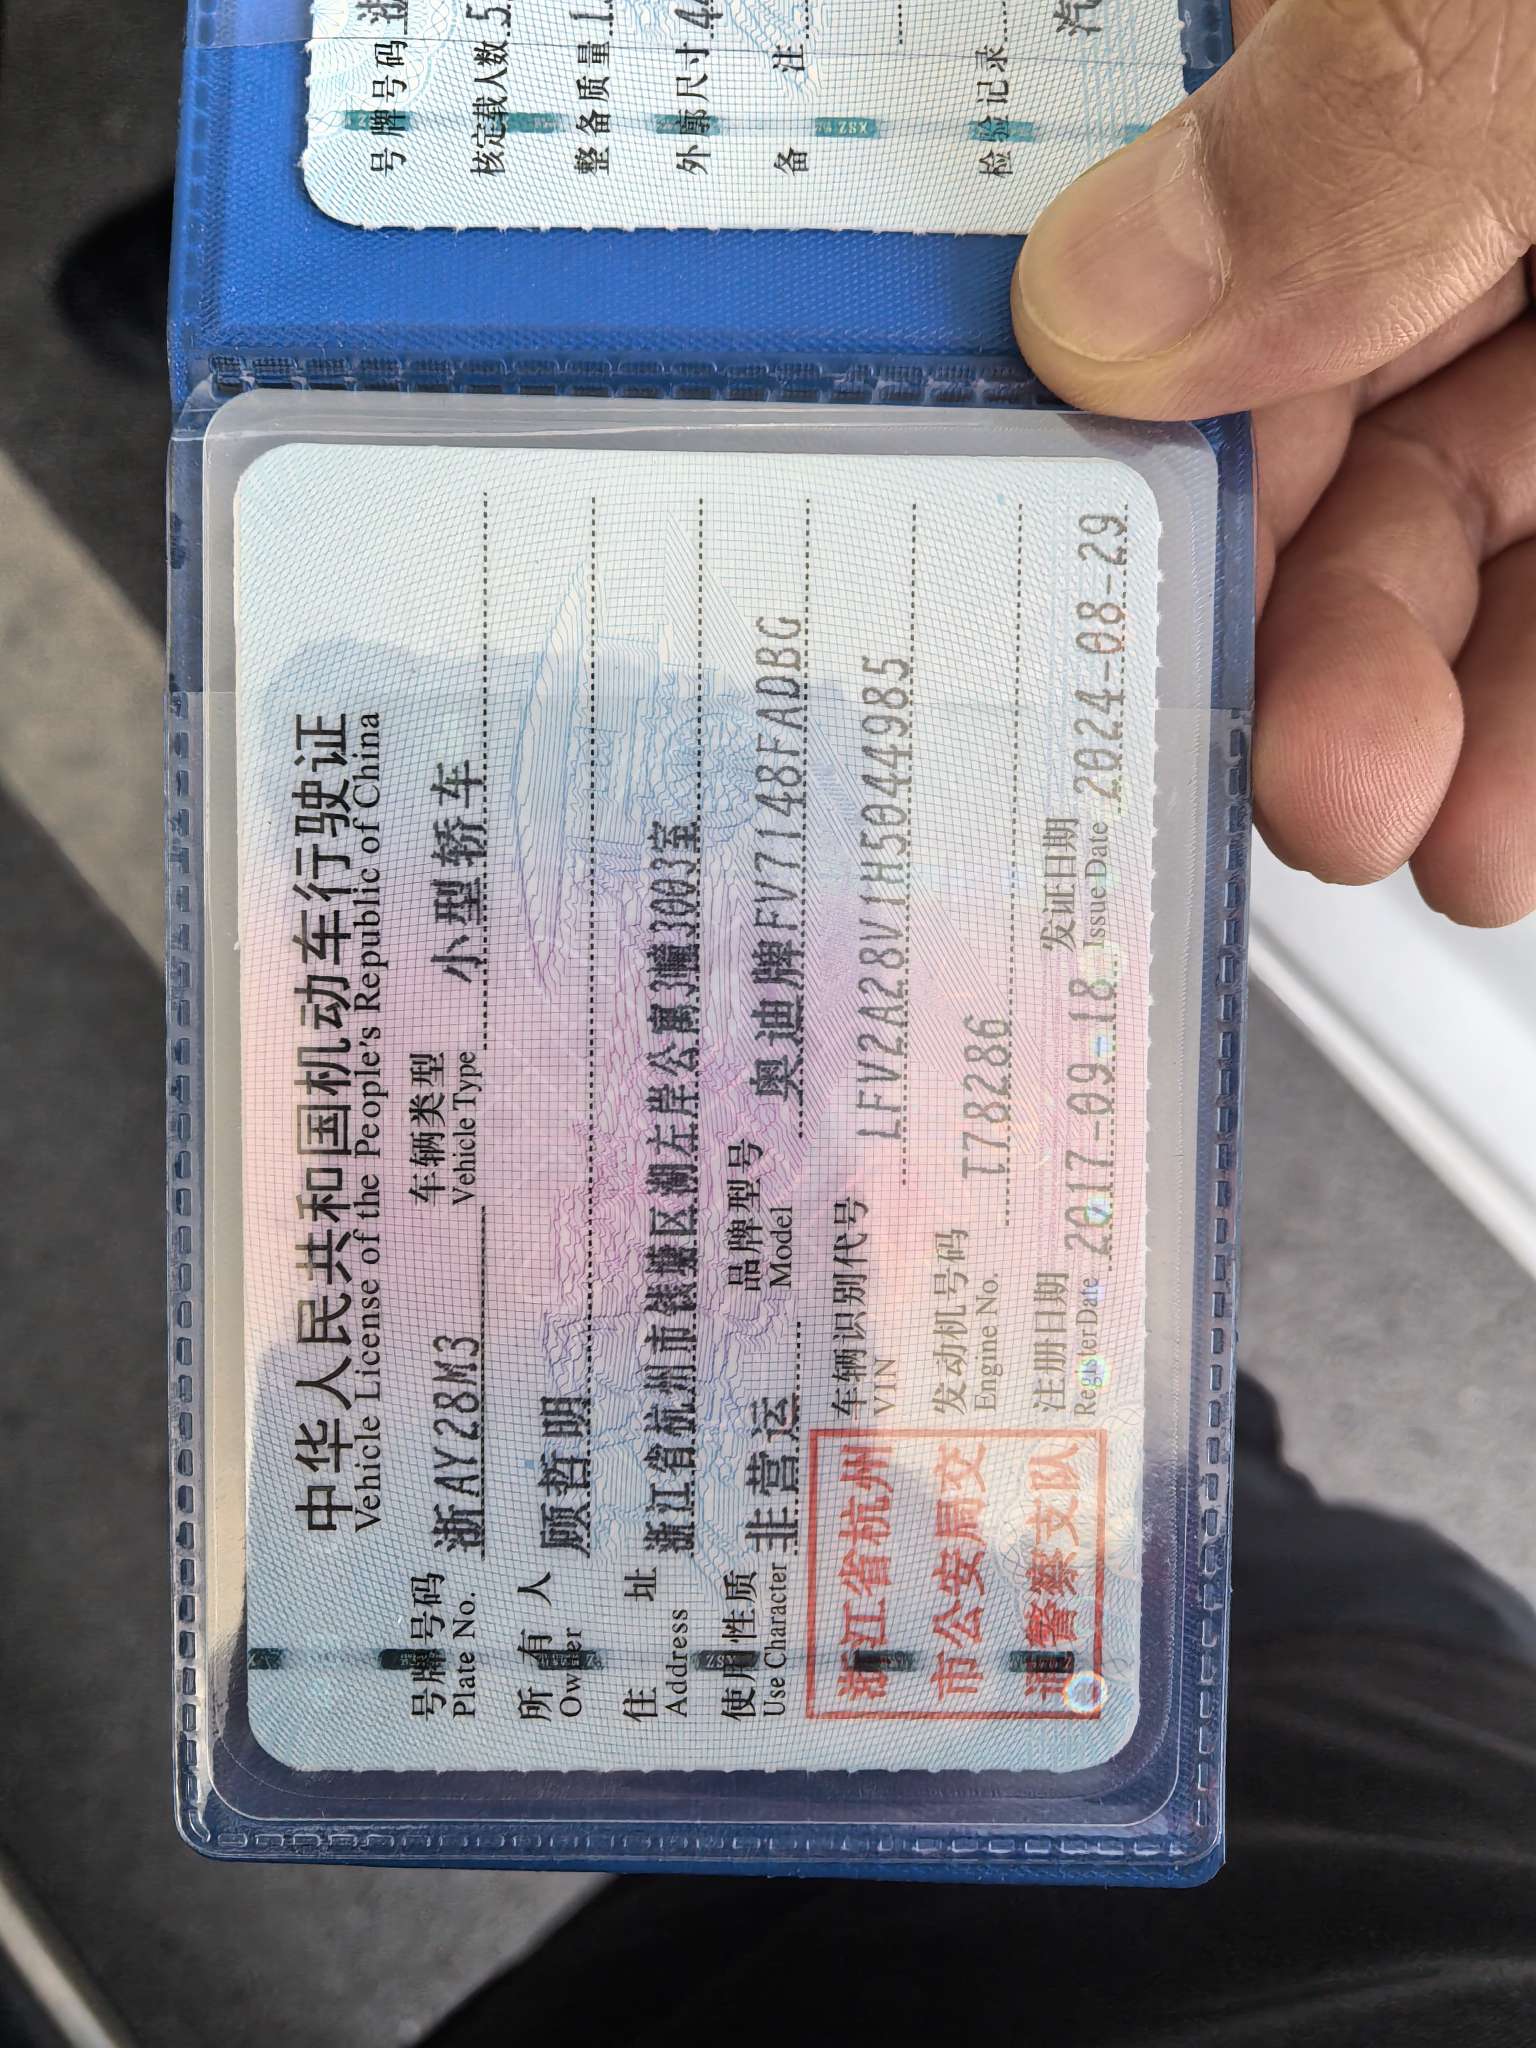 中华人民共和国机动车行驶证
Vehicle License of the People's Republic of China
号牌号码 浙AY28M3 车辆类型 小型轿车
Plate No. Vehicle Type
所有人 顾哲明
Owner
住址 浙江省杭州市钱塘区湖左岸公寓3幢3003室
Address
使用性质 非营运 品牌型号 奥迪牌FV7148FADBG
Use Character Model
浙江省杭州
市公安局交
通警察支队
车辆识别代号 LFV2A28V1H5044985
VIN
发动机号码 T78286
Engine No.
注册日期 2017-09-18 发证日期 2024-08-29
Register Date Issue Date
号牌号码 浙
核定载人数 5
整备质量 1
外廓尺寸 44
备注
检验记录
汽